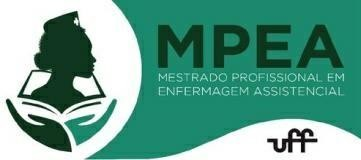 MPEA
MESTRADO PROFISSIONAL EM
ENFERMAGEM ASSISTENCIAL
uff